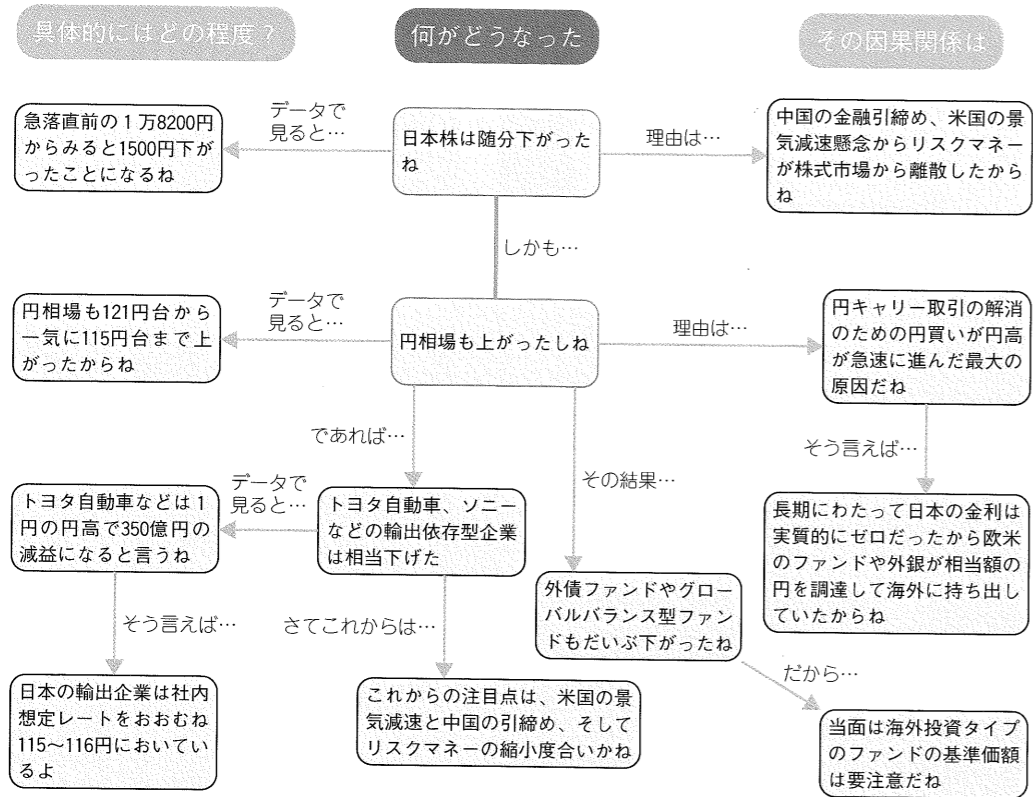 具体的にはどの程度？
何がどうなった
その因果関係は
急落直前の1万8200円
からみると1500円下が
ったことになるね
データで
見ると…
日本株は随分下がった
ね
理由は…
中国の金融引締め、米国の景
気減速懸念からリスクマネー
が株式市場から離散したから
ね
しかも…
円相場も121円台から
一気に115円台まで上
がったからね
データで
見ると…
円相場も上がったしね
理由は…
円キャリー取引の解消
のための円買いが円高
が急速に進んだ最大の
原因だね
であれば…
その結果…
そう言えば…
トヨタ自動車などは1
円の円高で350億円の
減益になると言うね
データで
見ると…
トヨタ自動車、ソニー
などの輸出依存型企業
は相当下げた
長期にわたって日本の金利は
実質的にゼロだったから欧米
のファンドや外銀が相当額の
円を調達して海外に持ち出し
ていたからね
外債ファンドやグロー
バルバランス型ファン
ドもだいぶ下がったね
そう言えば…
さてこれからは…
だから…
日本の輸出企業は社内
想定レートをおおむね
115〜116円においてい
るよ
これからの注目点は、米国の景
気減速と中国の引締め、そして
リスクマネーの縮小度合いかね
当面は海外投資タイプ
のファンドの基準価額
は要注意だね